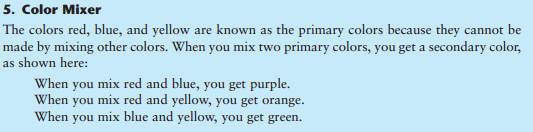 5. Color Mixer
The colors red, blue, and yellow are known as the primary colors because they cannot be
made by mixing other colors. When you mix two primary colors, you get a secondary color,
as shown here:
When you mix red and blue, you get purple.
When you mix red and yellow, you get orange.
When you mix blue and yellow, you get green.